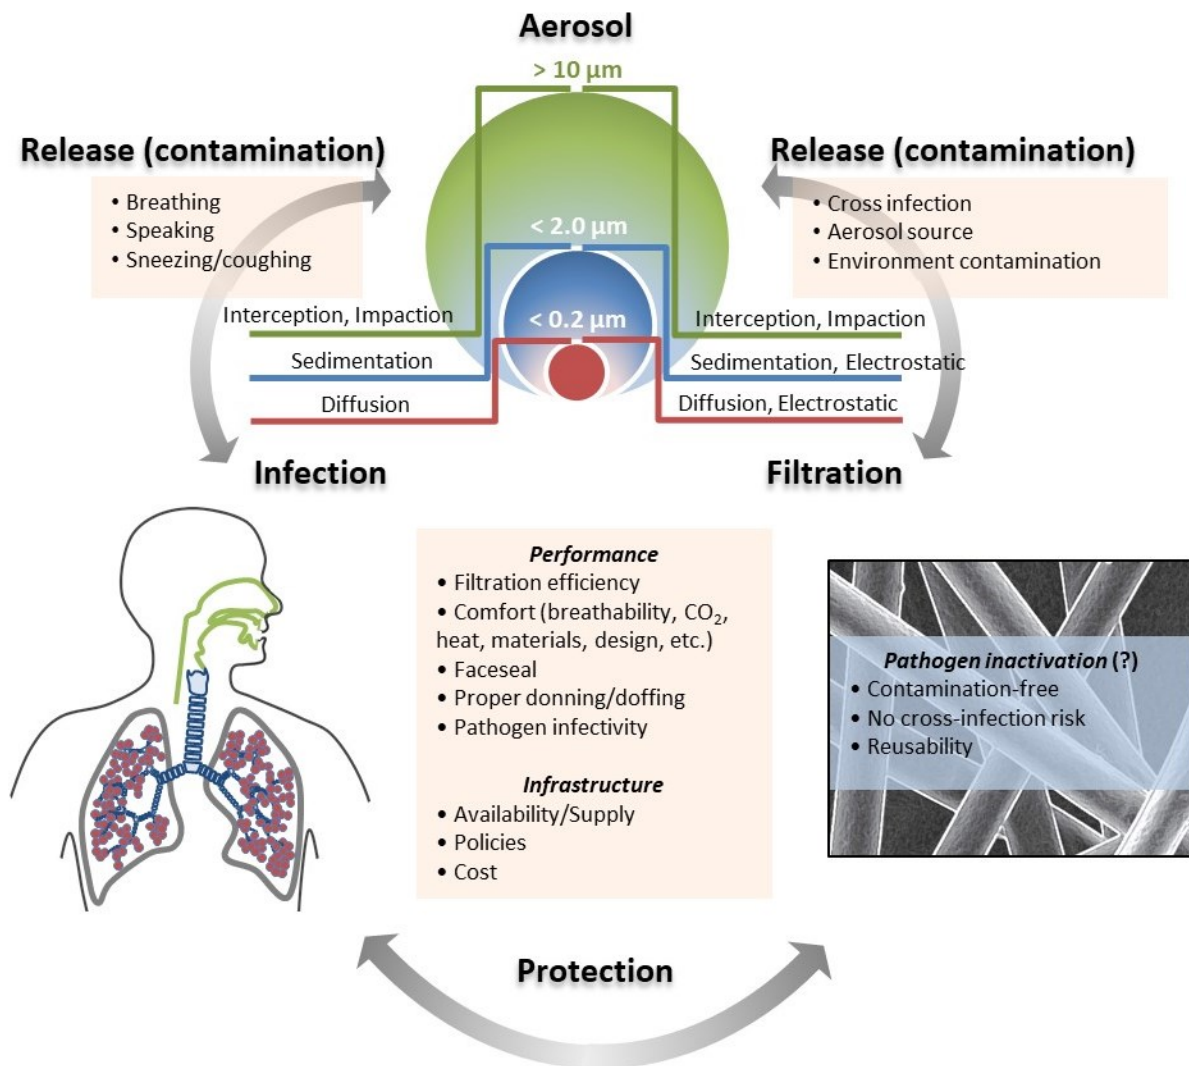 Aerosol
> 10 µm
Release (contamination)
• Breathing
• Speaking
• Sneezing/coughing
Release (contamination)
• Cross infection
• Aerosol source
• Environment contamination
< 2.0 µm
< 0.2 µm
Interception, Impaction
Sedimentation
Diffusion
Interception, Impaction
Sedimentation, Electrostatic
Diffusion, Electrostatic
Infection
Filtration
Performance
• Filtration efficiency
• Comfort (breathability, CO₂,
heat, materials, design, etc.)
• Faceseal
• Proper donning/doffing
• Pathogen infectivity
Infrastructure
• Availability/Supply
• Policies
• Cost
Pathogen inactivation (?)
• Contamination-free
• No cross-infection risk
• Reusability
Protection